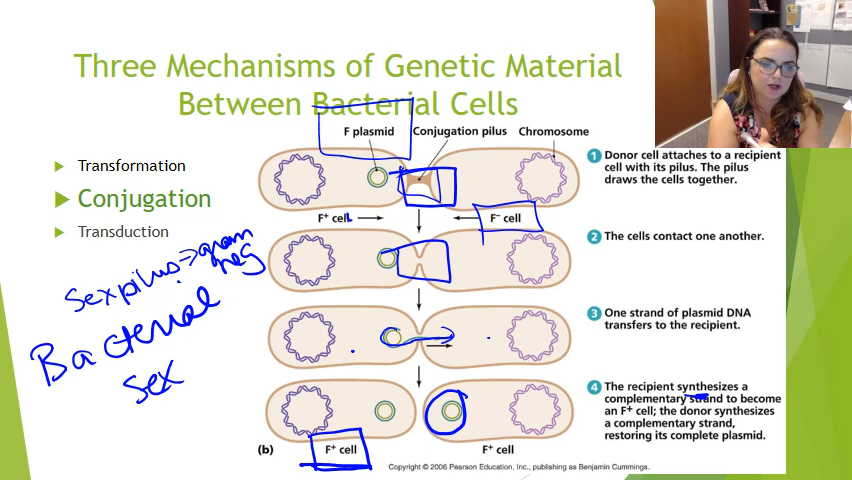 Three Mechanisms of Genetic Material
Between Bacterial Cells
Transformation
Conjugation
Transduction
sex pilus → gram
neg
Bacterial
sex
F plasmid
Conjugation pilus
Chromosome
F⁺ cell
F⁻ cell
1 Donor cell attaches to a recipient
cell with its pilus. The pilus
draws the cells together.
2 The cells contact one another.
3 One strand of plasmid DNA
transfers to the recipient.
4 The recipient synthesizes a
complementary strand to become
an F⁺ cell; the donor synthesizes
a complementary strand,
restoring its complete plasmid.
(b)
F⁺ cell
F⁺ cell
Copyright © 2006 Pearson Education, Inc., publishing as Benjamin Cummings.